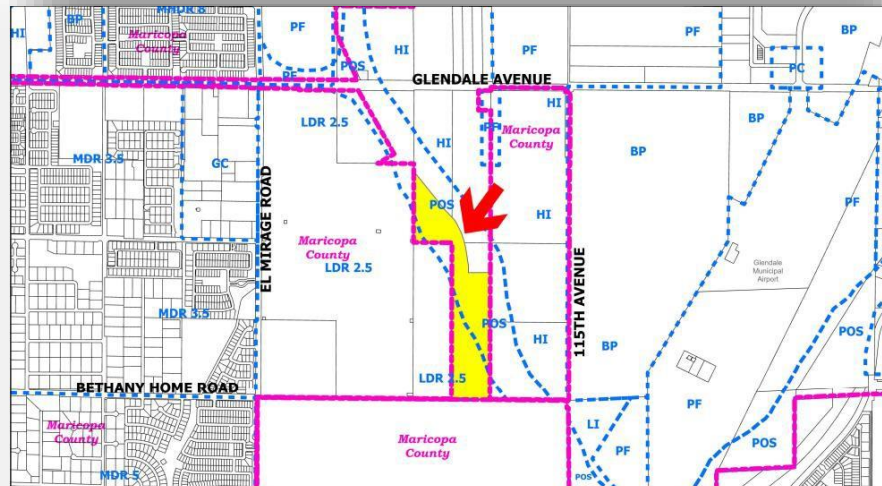 MHDR 8
BP
HI
Maricopa
County
PF
PF
POS
HI
PF
PF
BP
PC
GLENDALE AVENUE
LDR 2.5
HI
HI
PF
Maricopa
County
BP
BP
MDR 3.5
GC
EL MIRAGE ROAD
POS
HI
PF
Maricopa
County
LDR 2.5
115TH AVENUE
Glendale
Municipal
Airport
MDR 3.5
POS
HI
BP
POS
LDR 2.5
BETHANY HOME ROAD
PF
LI
PF
POS
Maricopa
County
Maricopa
County
MDR 5
POS